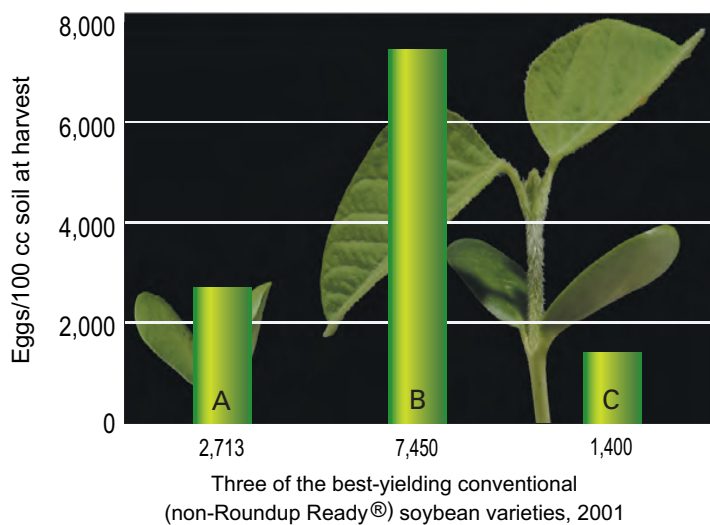 Eggs/100 cc soil at harvest
8,000
6,000
4,000
2,000
0
A
B
C
2,713
7,450
1,400
Three of the best-yielding conventional
(non-Roundup Ready®) soybean varieties, 2001